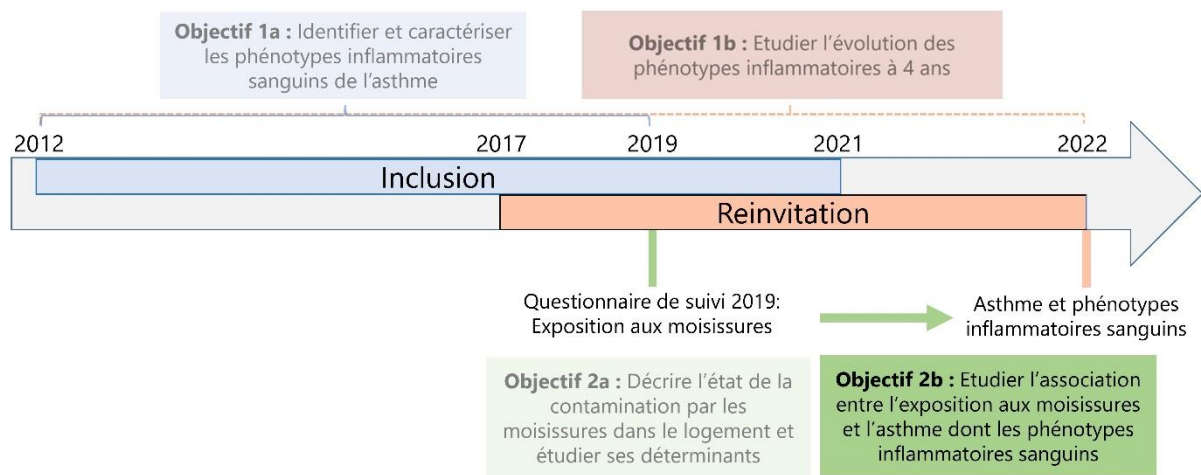 Objectif 1a : Identifier et caractériser
les phénotypes inflammatoires
sanguins de l'asthme
Objectif 1b : Etudier l'évolution des
phénotypes inflammatoires à 4 ans
2012 2017 2019 2021 2022
Inclusion
Reinvitation
Questionnaire de suivi 2019:
Exposition aux moisissures
Asthme et phénotypes
inflammatoires sanguins
Objectif 2a : Décrire l'état de la
contamination par les
moisissures dans le logement et
étudier ses déterminants
Objectif 2b : Etudier l'association
entre l'exposition aux moisissures
et l'asthme dont les phénotypes
inflammatoires sanguins